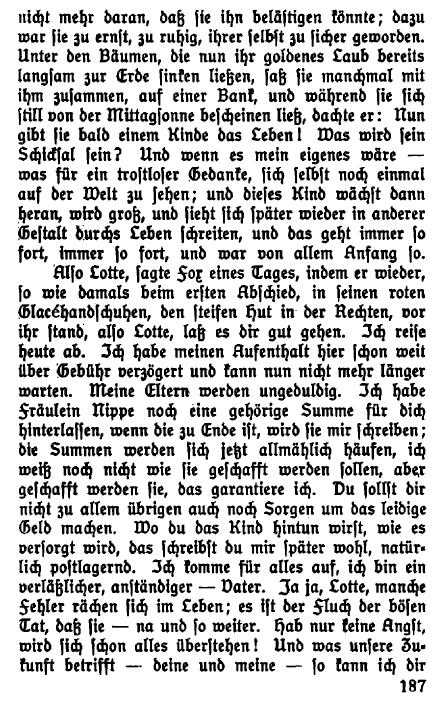 nicht mehr daran, daß sie ihn belästigen könnte; dazu
war sie zu ernst, zu ruhig, ihrer selbst zu sicher geworden.
Unter den Bäumen, die nun ihr goldenes Laub bereits
langsam zur Erde sinken ließen, saß sie manchmal mit
ihm zusammen, auf einer Bank, und während sie sich
still von der Mittagsonne bescheinen ließ, dachte er: Nun
gibt sie bald einem Kinde das Leben! Was wird sein
Schicksal sein? Und wenn es mein eigenes wäre —
was für ein trostloser Gedanke, sich selbst noch einmal
auf der Welt zu sehen; und dieses Kind wächst dann
heran, wird groß, und sieht sich später wieder in anderer
Gestalt durchs Leben schreiten, und das geht immer so
fort, immer so fort, und war von allem Anfang so.
Also Lotte, sagte Fox eines Tages, indem er wieder,
so wie damals beim ersten Abschied, in seinen roten
Glacéhandschuhen, den steifen Hut in der Rechten, vor
ihr stand, also Lotte, laß es dir gut gehen. Ich reise
heute ab. Ich habe meinen Aufenthalt hier schon weit
über Gebühr verzögert und kann nun nicht mehr länger
warten. Meine Eltern werden ungeduldig. Ich habe
Fräulein Nippe noch eine gehörige Summe für dich
hinterlassen, wenn die zu Ende ist, wird sie mir schreiben;
die Summen werden sich jetzt allmählich häufen, ich
weiß noch nicht wie sie geschafft werden sollen, aber
geschafft werden sie, das garantiere ich. Du sollst dir
nicht zu allem übrigen auch noch Sorgen um das leidige
Geld machen. Wo du das Kind hintun wirst, wie es
versorgt wird, das schreibst du mir später wohl, natür-
lich postlagernd. Ich komme für alles auf, ich bin ein
verläßlicher, anständiger — Vater. Ja ja, Lotte, manche
Fehler rächen sich im Leben; es ist der Fluch der bösen
Tat, daß sie — na und so weiter. Hab nur keine Angst,
wird sich schon alles überstehen! Und was unsere Zu-
kunft betrifft — deine und meine — so kann ich dir
187